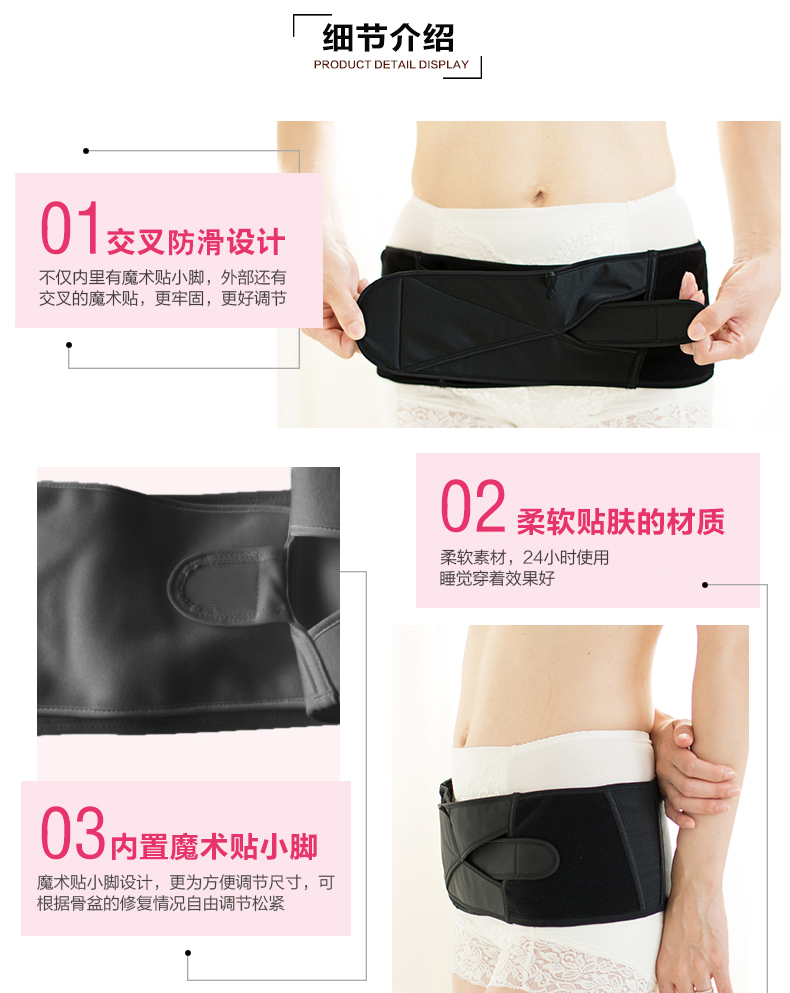 细节介绍
PRODUCT DETAIL DISPLAY
01交叉防滑设计
不仅内里有魔术贴小脚，外部还有
交叉的魔术贴，更牢固，更好调节
02 柔软贴肤的材质
柔软素材，24小时使用
睡觉穿着效果好
03内置魔术贴小脚
魔术贴小脚设计，更为方便调节尺寸，可
根据骨盆的修复情况自由调节松紧